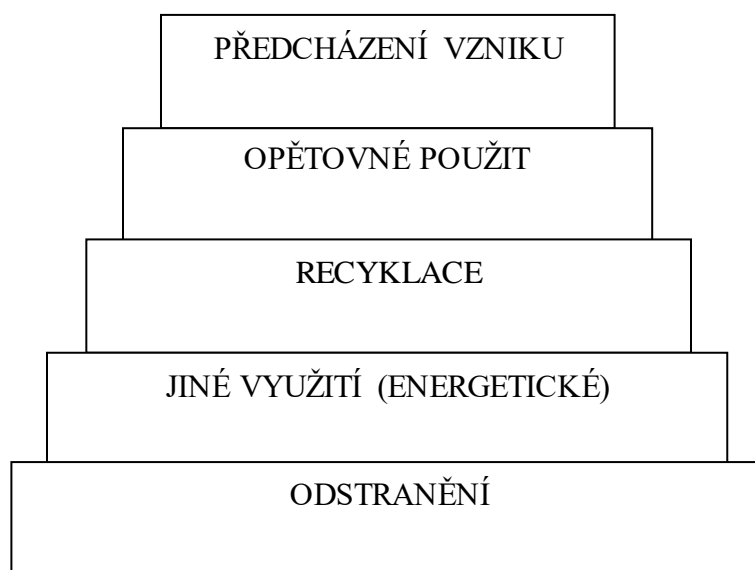 PŘEDCHÁZENÍ VZNIKU
OPĚTOVNÉ POUŽIT
RECYKLACE
JINÉ VYUŽITÍ (ENERGETICKÉ)
ODSTRANĚNÍ